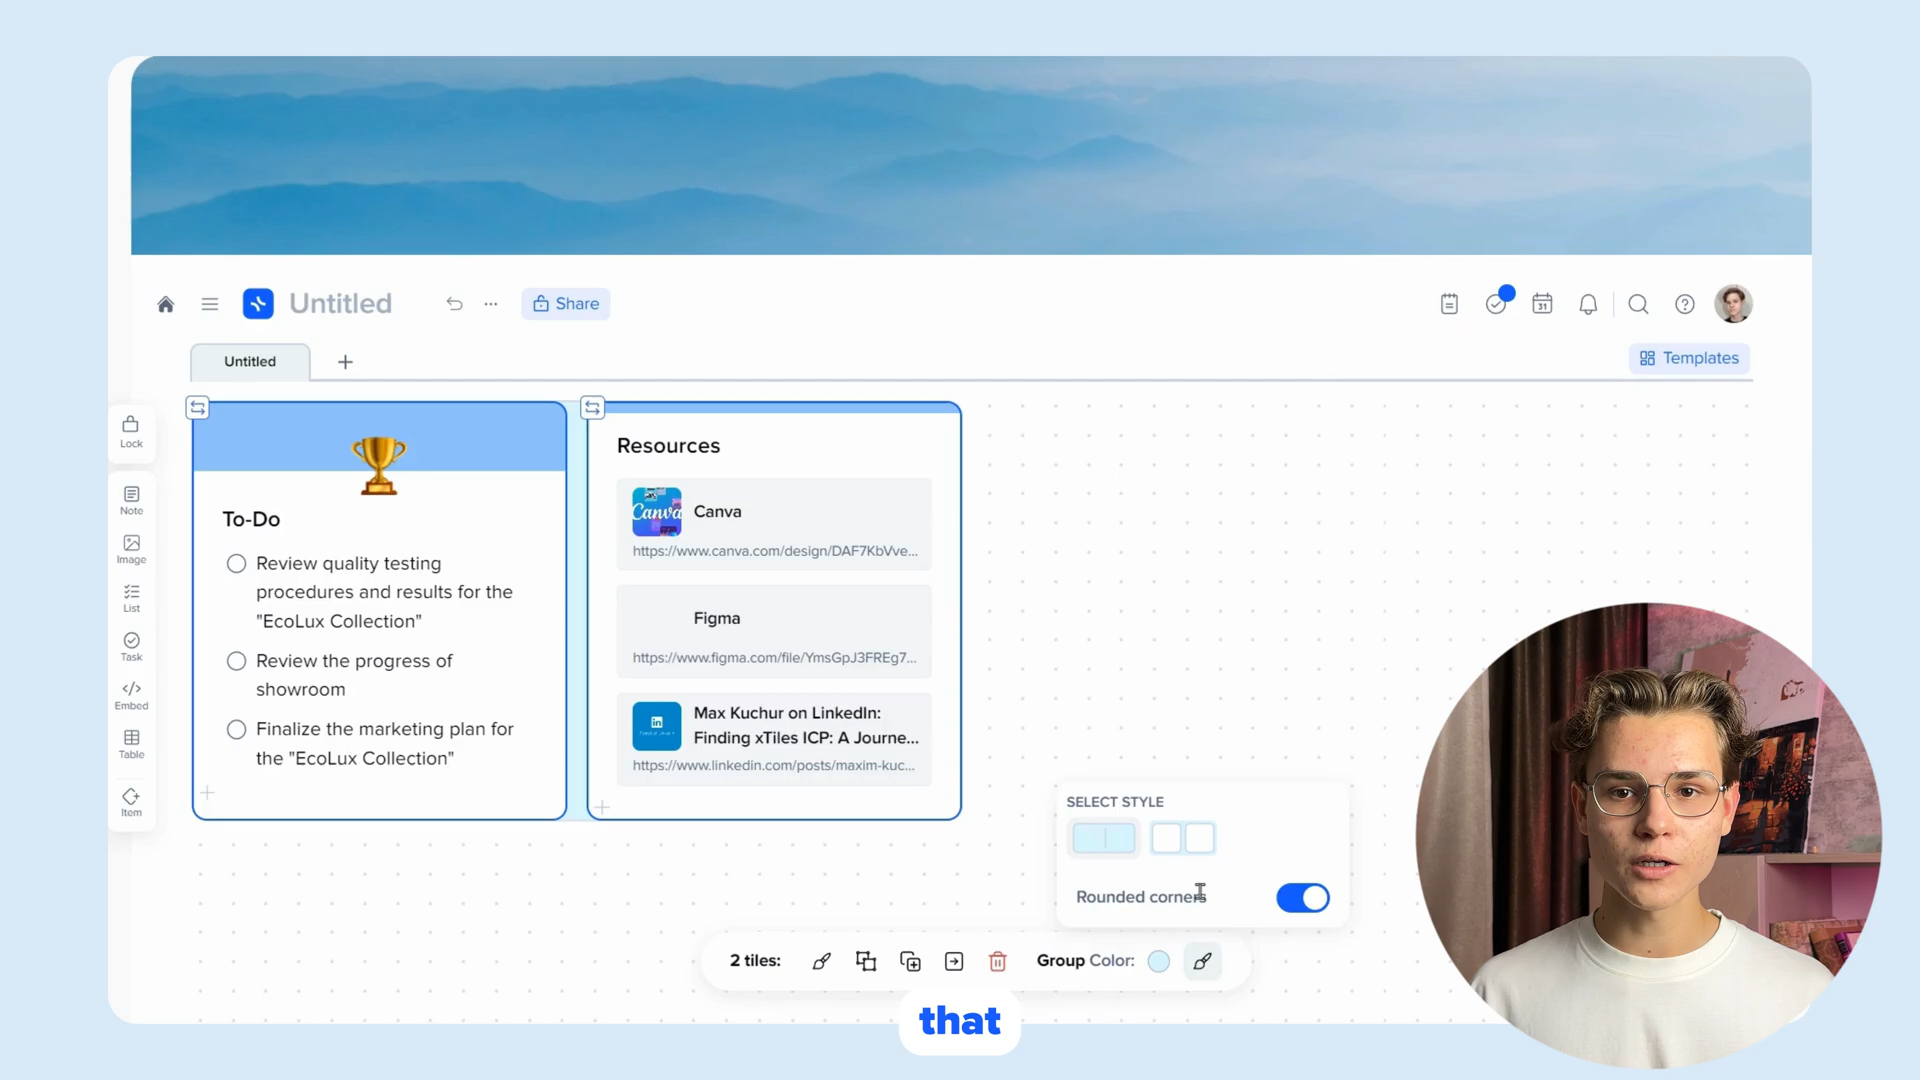 Untitled
Share
31
Untitled
Templates
Lock
Note
Image
List
Task
Embed
Table
Item
To-Do
Review quality testing
procedures and results for the
"EcoLux Collection"
Review the progress of
showroom
Finalize the marketing plan for
the "EcoLux Collection"
Resources
Canva
Canva
https://www.canva.com/design/DAF7KbVve...
Figma
https://www.figma.com/file/YmsGpJ3FREg7...
in
Max Kuchur on LinkedIn:
Finding xTiles ICP: A Journe...
https://www.linkedin.com/posts/maxim-kuc...
SELECT STYLE
Rounded corners
2 tiles:
Group Color:
that